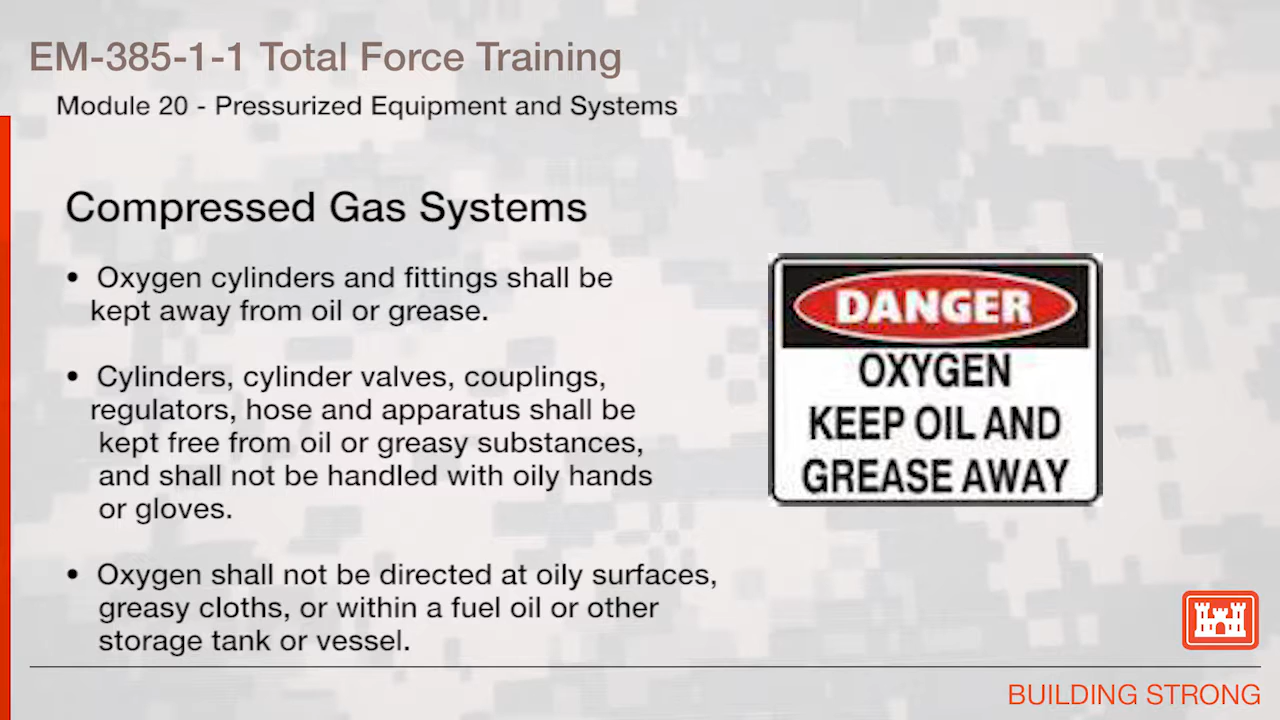 EM-385-1-1 Total Force Training
Module 20 - Pressurized Equipment and Systems
Compressed Gas Systems
• Oxygen cylinders and fittings shall be
kept away from oil or grease.
• Cylinders, cylinder valves, couplings,
regulators, hose and apparatus shall be
kept free from oil or greasy substances,
and shall not be handled with oily hands
or gloves.
• Oxygen shall not be directed at oily surfaces,
greasy cloths, or within a fuel oil or other
storage tank or vessel.
DANGER
OXYGEN
KEEP OIL AND
GREASE AWAY
BUILDING STRONG